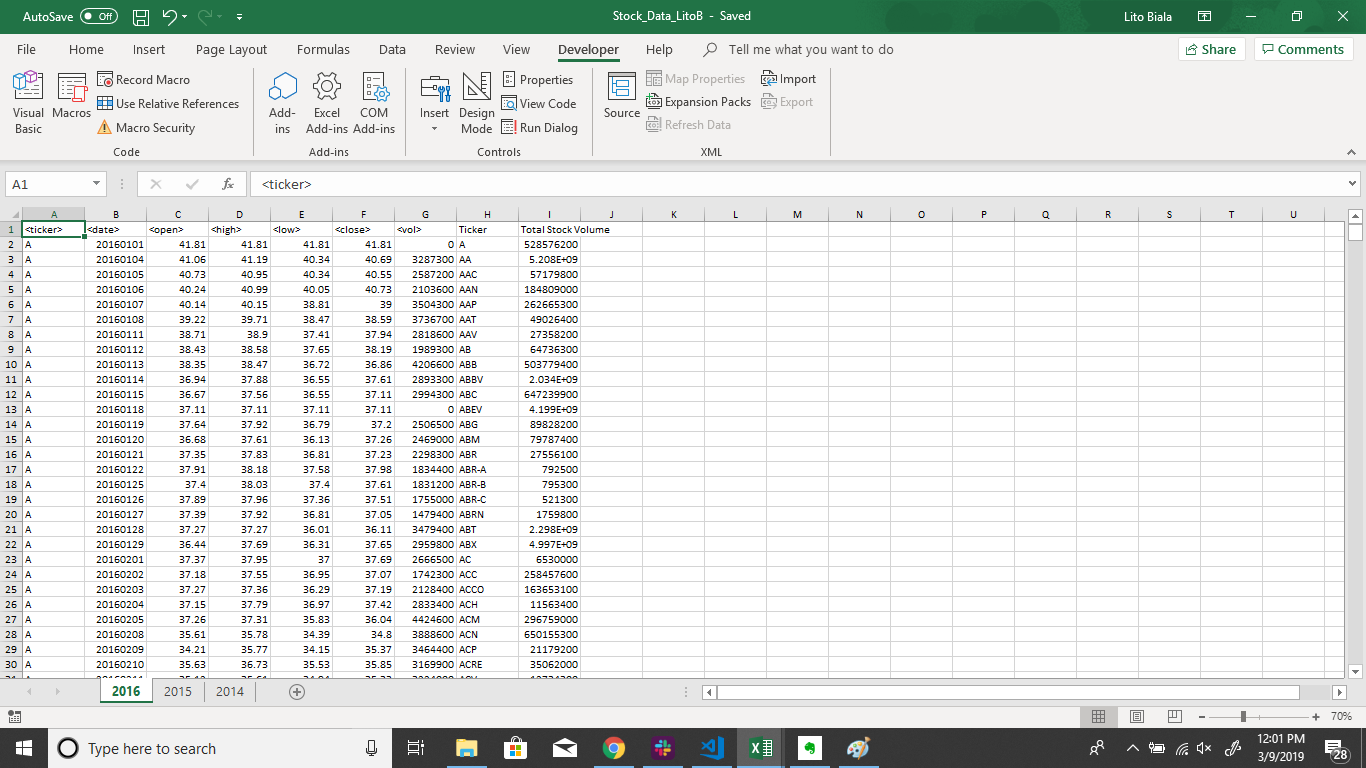 AutoSave Off Stock_Data_LitoB - Saved Lito Biala
File Home Insert Page Layout Formulas Data Review View Developer Help Tell me what you want to do Share Comments
Visual Basic
Macros
Record Macro
Use Relative References
Macro Security
Code
Add-ins
Excel Add-ins
COM Add-ins
Add-ins
Insert
Design Mode
Properties
View Code
Run Dialog
Controls
Source
Map Properties
Expansion Packs
Refresh Data
Import
Export
XML
A1 fx <ticker>
A B C D E F G H I J K L M N O P Q R S T U
1 <ticker> <date> <open> <high> <low> <close> <vol> Ticker Total Stock Volume
2 A 20160101 41.81 41.81 41.81 41.81 0 A 528576200
3 A 20160104 41.06 41.19 40.34 40.69 3287300 AA 5.208E+09
4 A 20160105 40.73 40.95 40.34 40.55 2587200 AAC 57179800
5 A 20160106 40.24 40.99 40.05 40.73 2103600 AAN 184809000
6 A 20160107 40.14 40.15 38.81 39 3504300 AAP 262665300
7 A 20160108 39.22 39.71 38.47 38.59 3736700 AAT 49026400
8 A 20160111 38.71 38.9 37.41 37.94 2818600 AAV 27358200
9 A 20160112 38.43 38.58 37.65 38.19 1989300 AB 64736300
10 A 20160113 38.35 38.47 36.72 36.86 4206600 ABB 503779400
11 A 20160114 36.94 37.88 36.55 37.61 2893300 ABBV 2.034E+09
12 A 20160115 36.67 37.56 36.55 37.11 2994300 ABC 647239900
13 A 20160118 37.11 37.11 37.11 37.11 0 ABEV 4.199E+09
14 A 20160119 37.64 37.92 36.79 37.2 2506500 ABG 89828200
15 A 20160120 36.68 37.61 36.13 37.26 2469000 ABM 79787400
16 A 20160121 37.35 37.83 36.81 37.23 2298300 ABR 27556100
17 A 20160122 37.91 38.18 37.58 37.98 1834400 ABR-A 792500
18 A 20160125 37.4 38.03 37.4 37.61 1831200 ABR-B 795300
19 A 20160126 37.89 37.96 37.36 37.51 1755000 ABR-C 521300
20 A 20160127 37.39 37.92 36.81 37.05 1479400 ABRN 1759800
21 A 20160128 37.27 37.27 36.01 36.11 3479400 ABT 2.298E+09
22 A 20160129 36.44 37.69 36.31 37.65 2959800 ABX 4.997E+09
23 A 20160201 37.37 37.95 37 37.69 2666500 AC 6530000
24 A 20160202 37.18 37.55 36.95 37.07 1742300 ACC 258457600
25 A 20160203 37.27 37.36 36.29 37.19 2128400 ACCO 163653100
26 A 20160204 37.15 37.79 36.97 37.42 2833400 ACH 11563400
27 A 20160205 37.26 37.31 35.83 36.04 4424600 ACM 296759000
28 A 20160208 35.61 35.78 34.39 34.8 3888600 ACN 650155300
29 A 20160209 34.21 35.77 34.15 35.37 3464400 ACP 21179200
30 A 20160210 35.63 36.73 35.53 35.85 3169900 ACRE 35062000
2016 2015 2014
70%
Type here to search
12:01 PM
3/9/2019
28